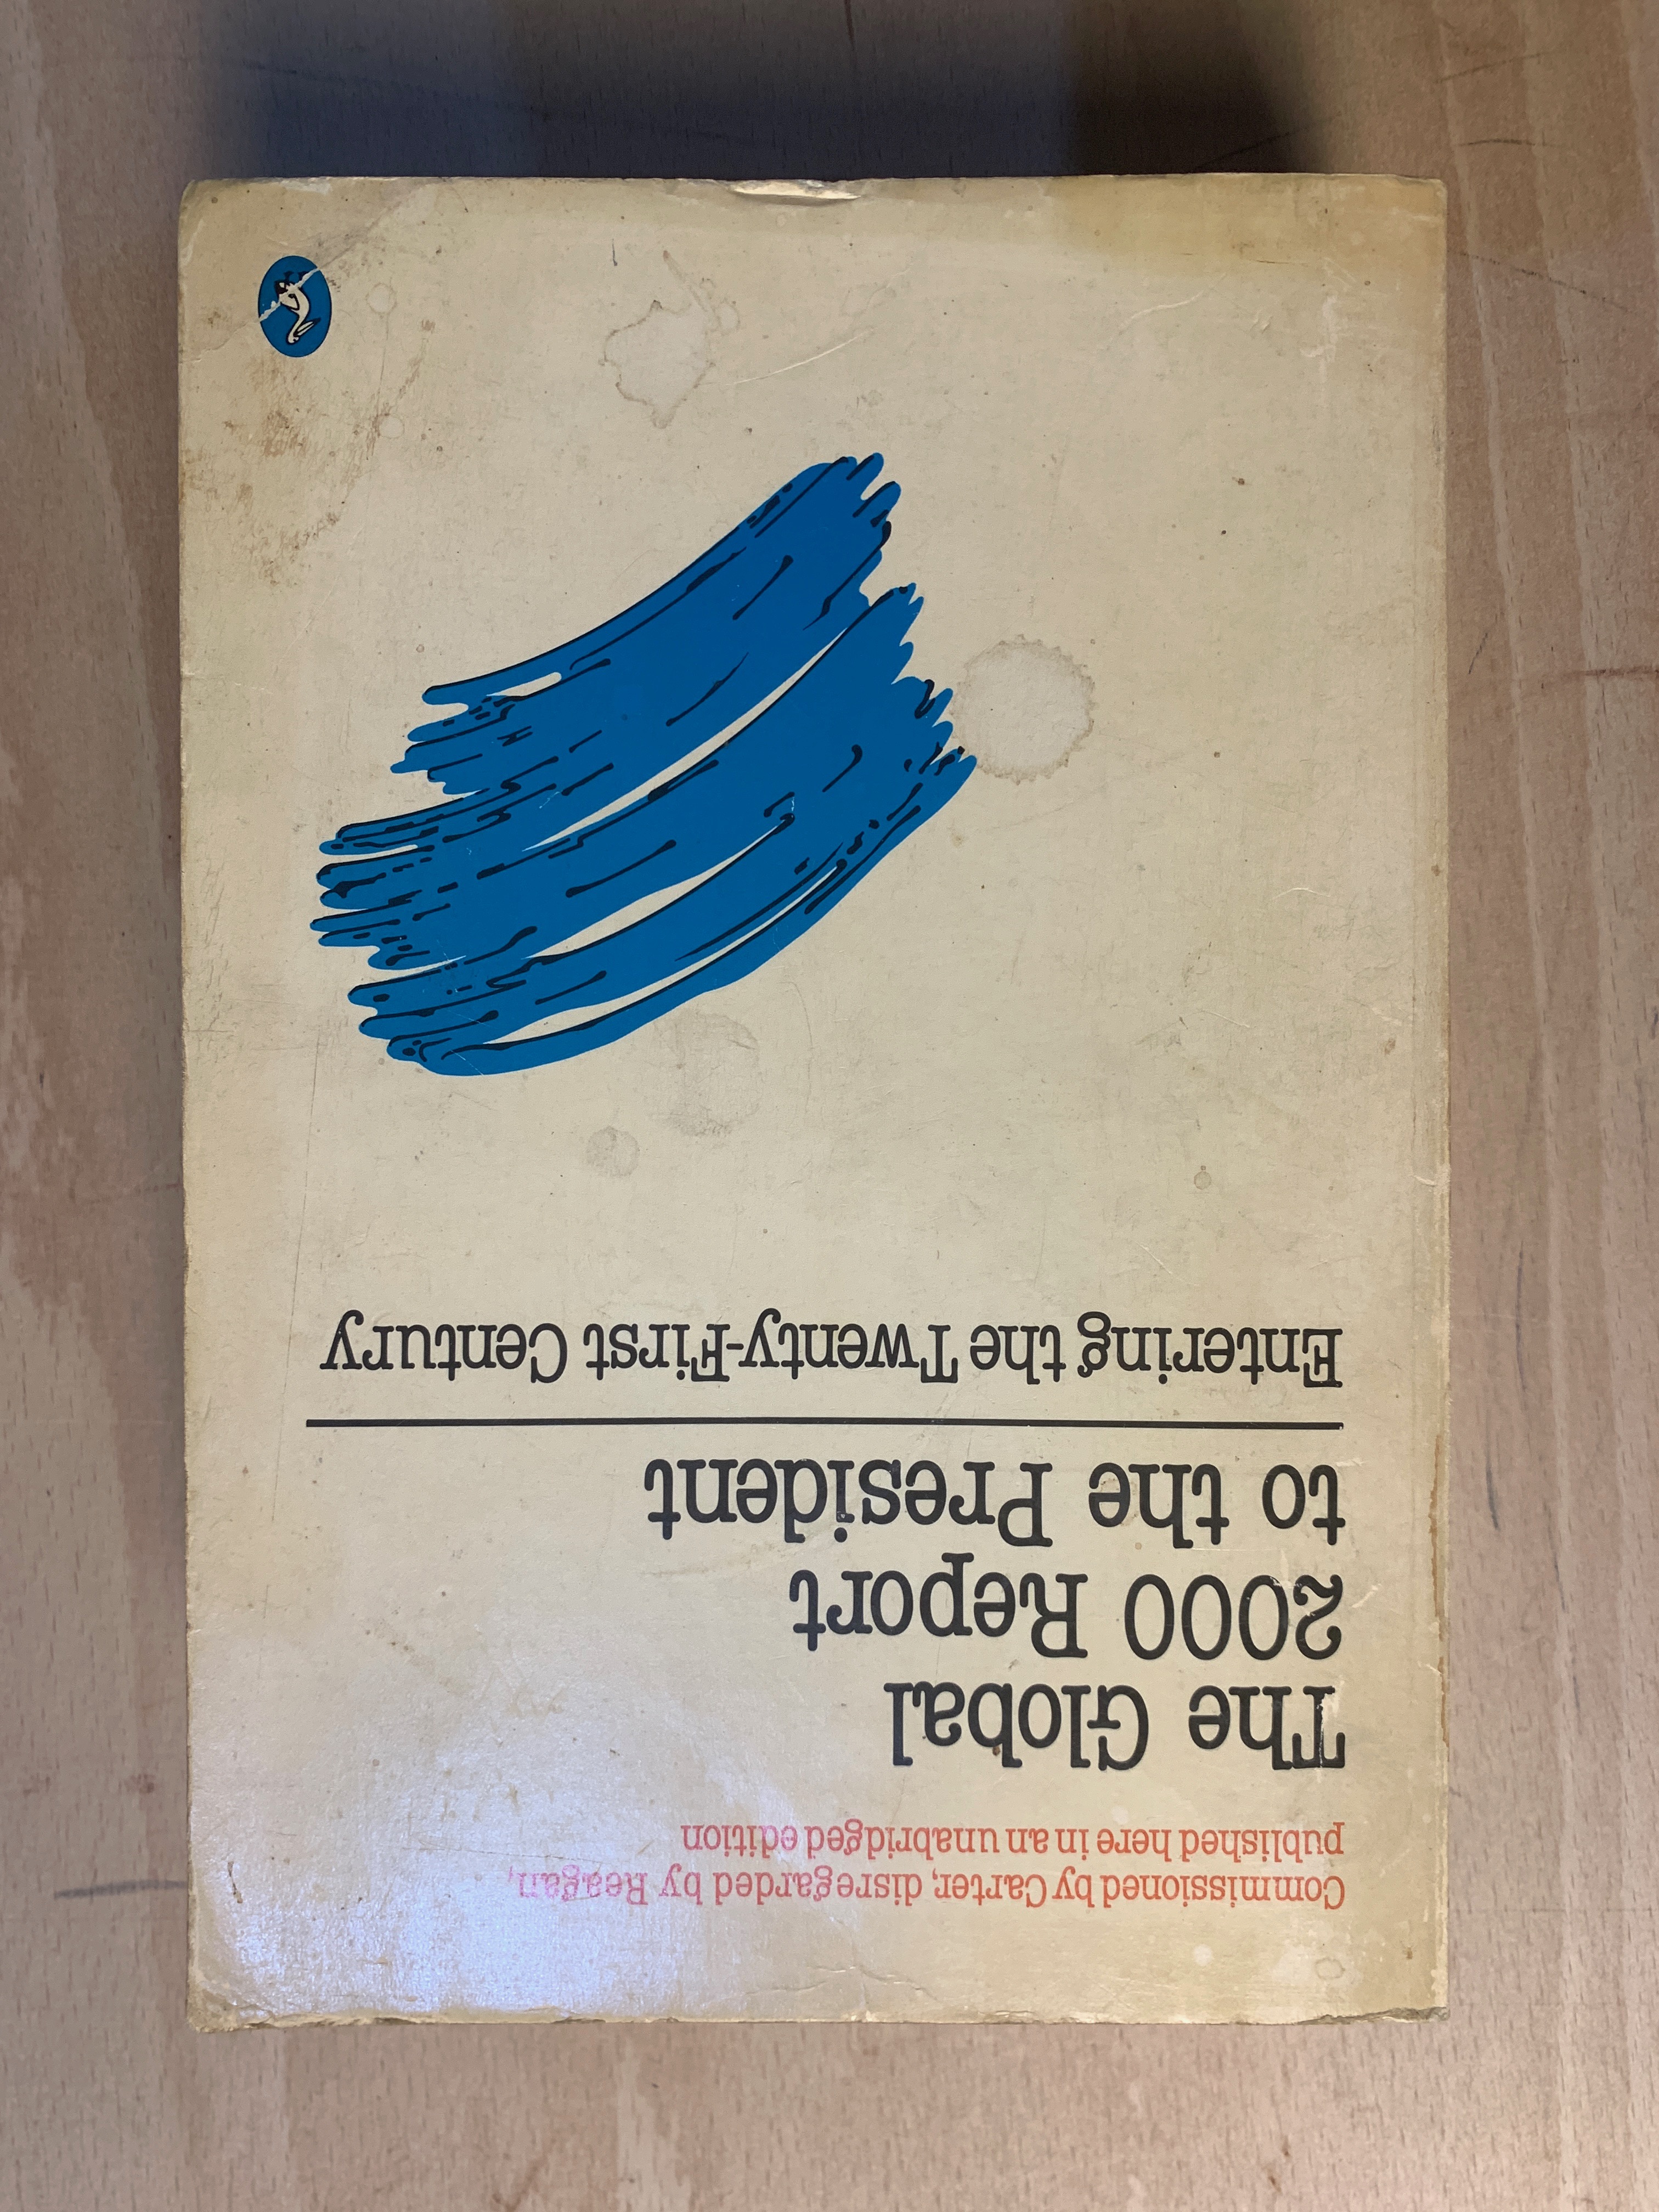 Commissioned by Carter, disregarded by Reagan,
published here in an unabridged edition
The Global
2000 Report
to the President
Entering the Twenty-First Century